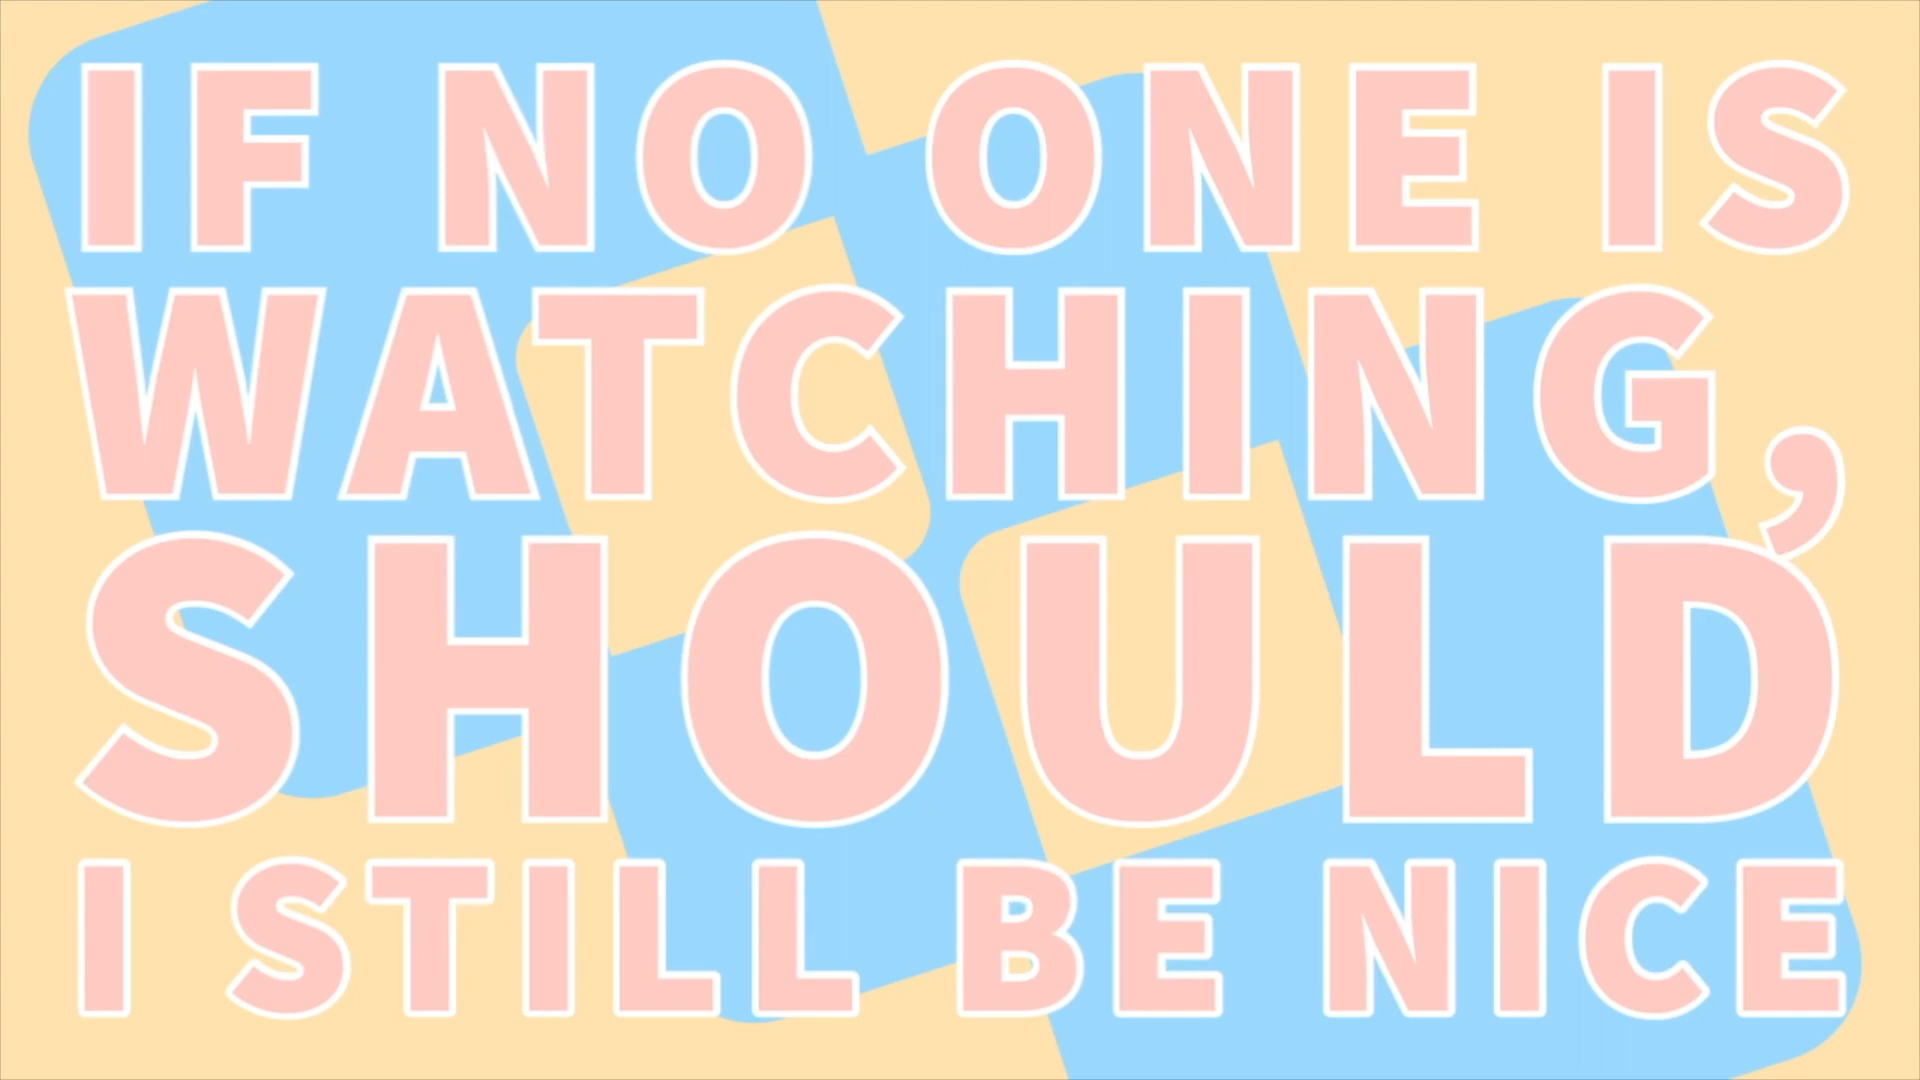 IF NO ONE IS
WATCHING,
SHOULD
I STILL BE NICE